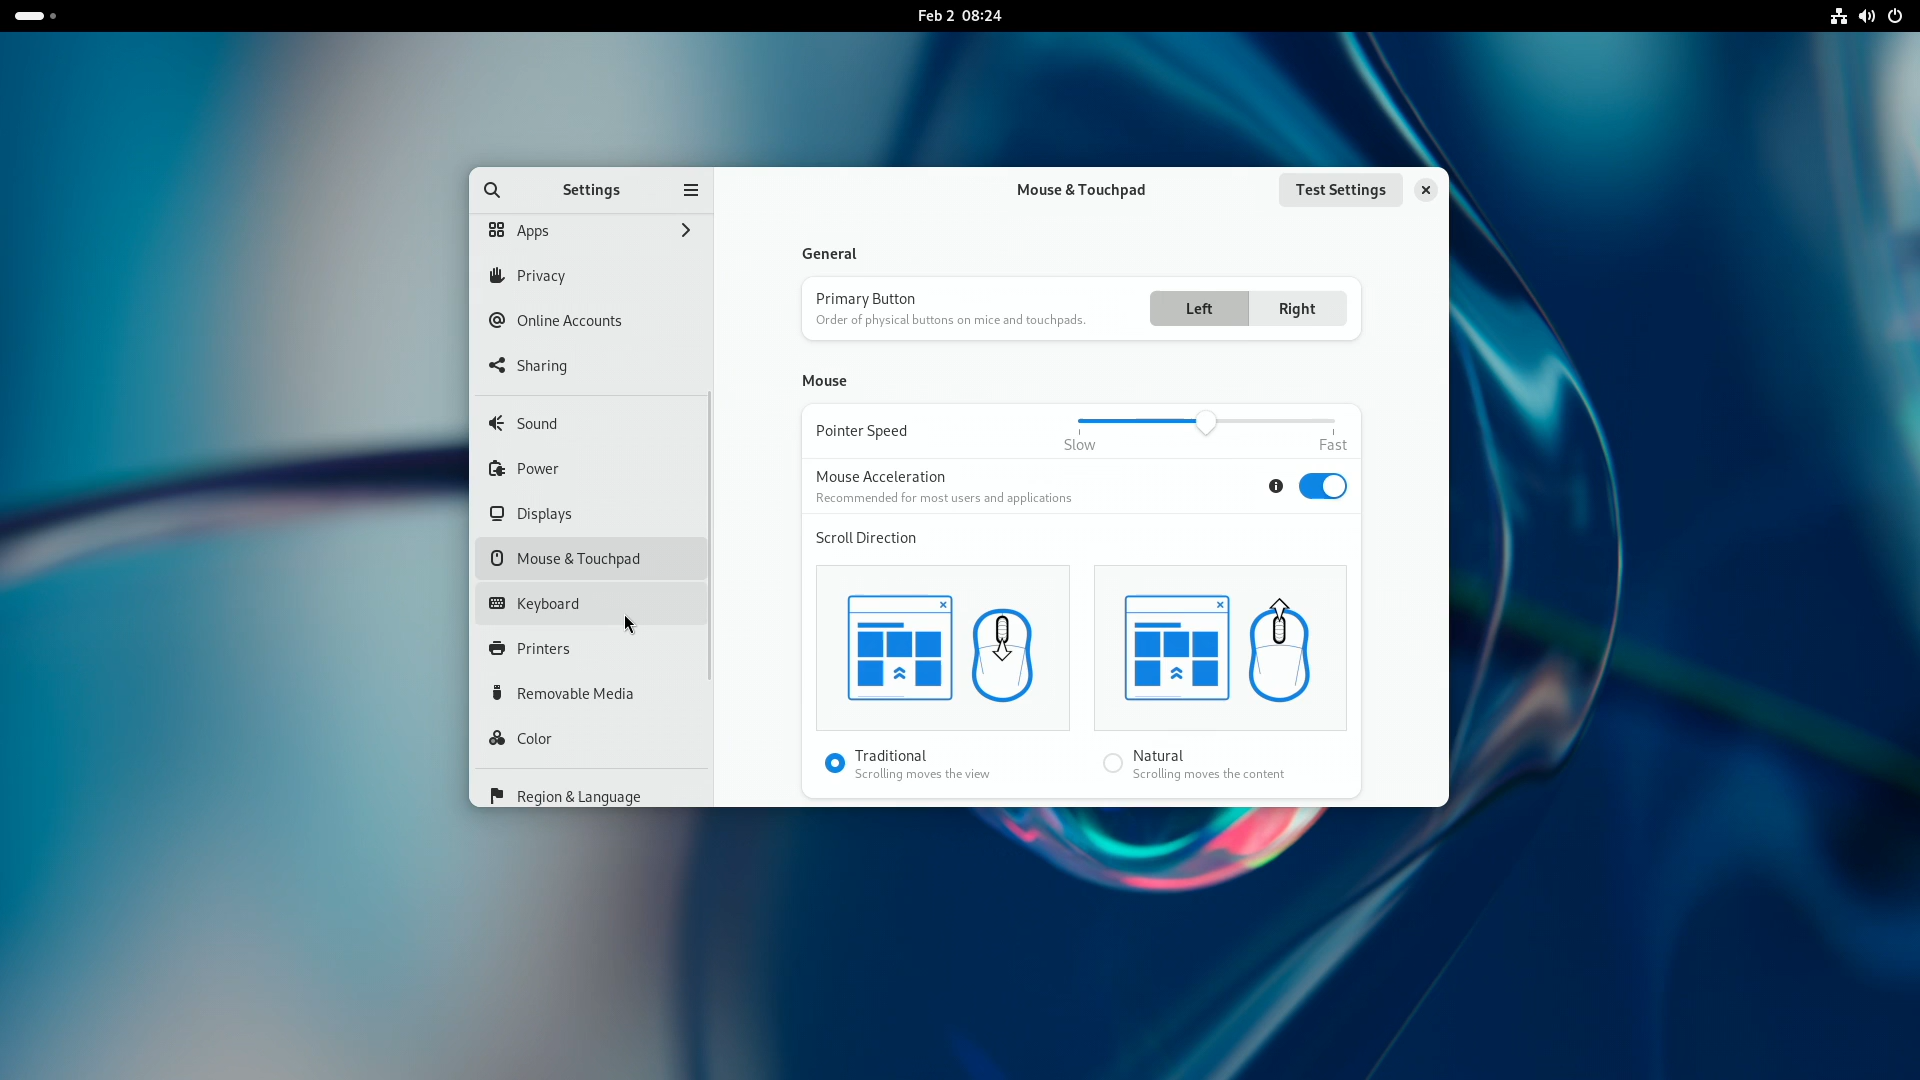 Feb 2 08:24
Settings
Mouse & Touchpad
Test Settings
Apps
Privacy
Online Accounts
Sharing
Sound
Power
Displays
Mouse & Touchpad
Keyboard
Printers
Removable Media
Color
Region & Language
General
Primary Button
Order of physical buttons on mice and touchpads.
Left
Right
Mouse
Pointer Speed
Slow
Fast
Mouse Acceleration
Recommended for most users and applications
Scroll Direction
Traditional
Scrolling moves the view
Natural
Scrolling moves the content